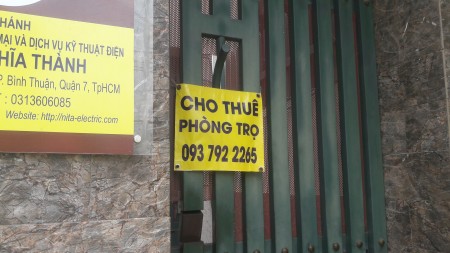 HÁNH
MẠI VÀ DỊCH VỤ KỸ THUẬT ĐIỆN
HĨA THÀNH
P. Bình Thuận, Quận 7, TpHCM
: 0313606085
Website: http://nita-electric.com
CHO THUÊ
PHÒNG TRỌ
093 792 2265